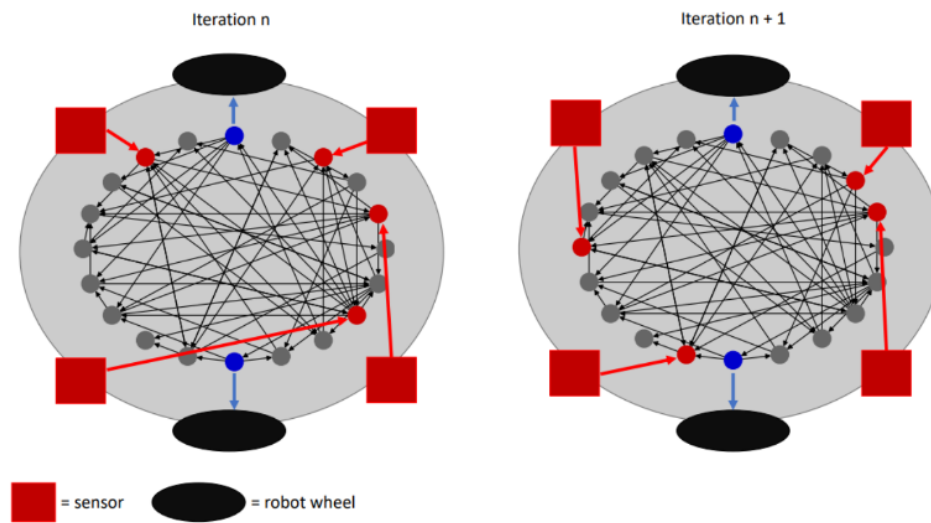 Iteration n
Iteration n + 1
= sensor
= robot wheel